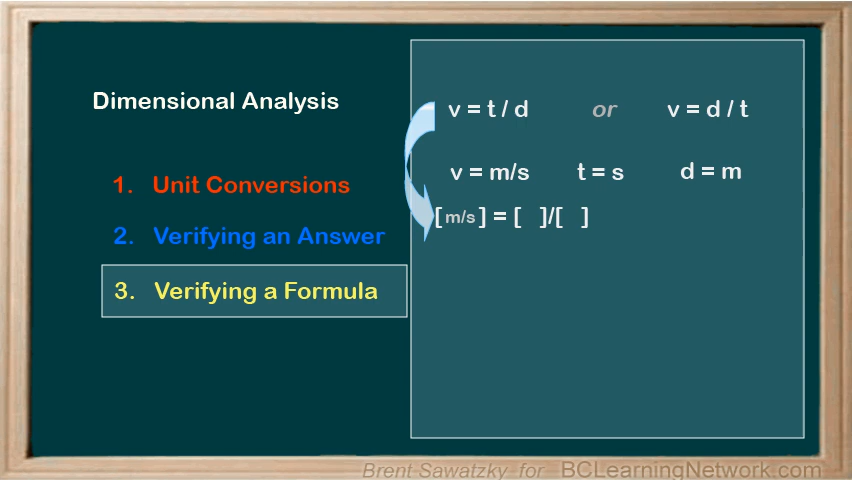 Dimensional Analysis
1. Unit Conversions
2. Verifying an Answer
3. Verifying a Formula
v = t / d or v = d / t
v = m/s t = s d = m
[ m/s ] = [ ]/[ ]
Brent Sawatzky for BCLearningNetwork.com